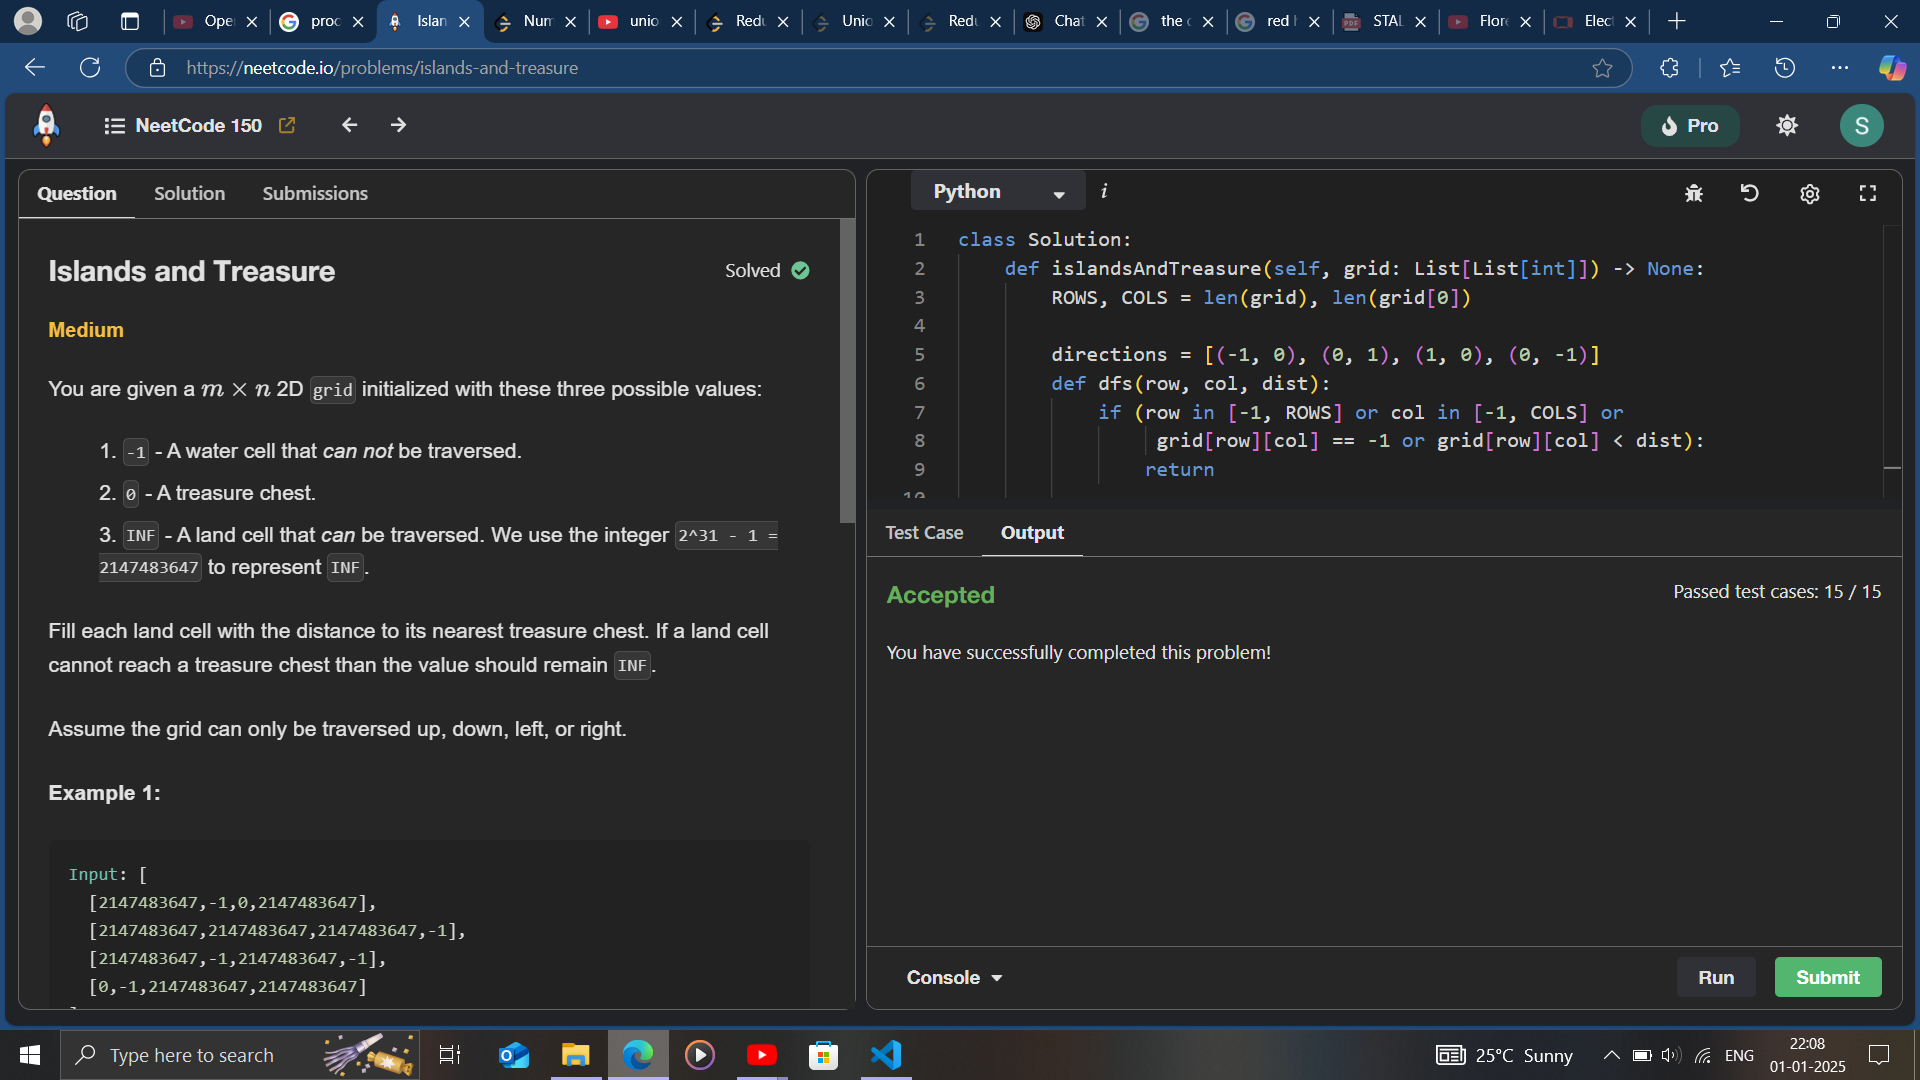 Oper
proc
Islan
Num
unio
Redu
Unio
Redu
Chat
the c
red h
STAL
Flore
Elect
https://neetcode.io/problems/islands-and-treasure
NeetCode 150
Pro
S
Question Solution Submissions
Islands and Treasure
Solved
Medium
You are given a m × n 2D grid initialized with these three possible values:
1. -1 - A water cell that can not be traversed.
2. 0 - A treasure chest.
3. INF - A land cell that can be traversed. We use the integer 2^31 - 1 =
2147483647 to represent INF.
Fill each land cell with the distance to its nearest treasure chest. If a land cell
cannot reach a treasure chest than the value should remain INF.
Assume the grid can only be traversed up, down, left, or right.
Example 1:
Input: [
[2147483647,-1,0,2147483647],
[2147483647,2147483647,2147483647,-1],
[2147483647,-1,2147483647,-1],
[0,-1,2147483647,2147483647]
Python
i
1 class Solution:
2 def islandsAndTreasure(self, grid: List[List[int]]) -> None:
3 ROWS, COLS = len(grid), len(grid[0])
4
5 directions = [(-1, 0), (0, 1), (1, 0), (0, -1)]
6 def dfs(row, col, dist):
7 if (row in [-1, ROWS] or col in [-1, COLS] or
8 grid[row][col] == -1 or grid[row][col] < dist):
9 return
10
Test Case Output
Accepted
Passed test cases: 15 / 15
You have successfully completed this problem!
Console
Run
Submit
Type here to search
25°C Sunny
ENG
22:08
01-01-2025